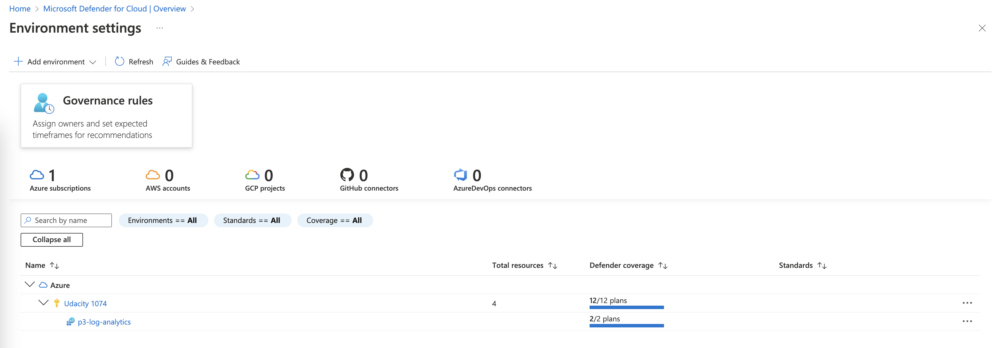 Home > Microsoft Defender for Cloud | Overview >
Environment settings ...
Add environment | Refresh Guides & Feedback
Governance rules
Assign owners and set expected
timeframes for recommendations
1 0 0 0 0
Azure subscriptions AWS accounts GCP projects GitHub connectors AzureDevOps connectors
Search by name Environments == All Standards == All Coverage == All
Collapse all
Name ↑↓ Total resources ↑↓ Defender coverage ↑↓ Standards ↑↓
Azure
Udacity 1074 4 12/12 plans ...
p3-log-analytics 2/2 plans ...